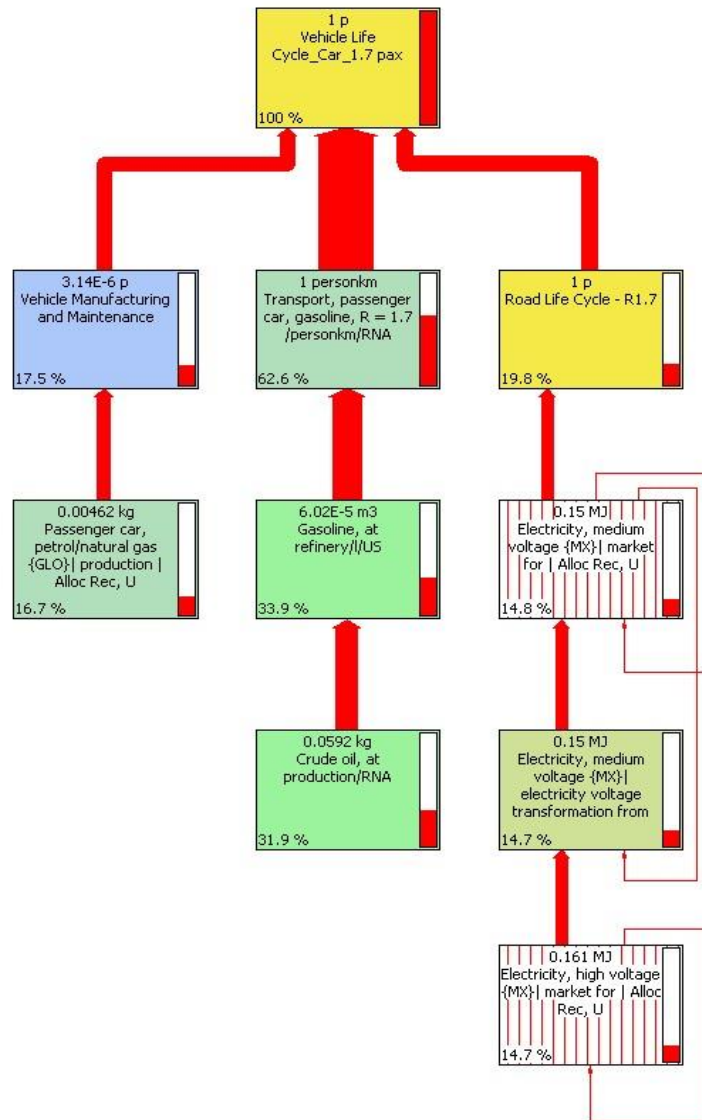 1 p
Vehicle Life
Cycle_Car_1.7 pax
100 %
3.14E-6 p
Vehicle Manufacturing
and Maintenance
17.5 %
1 personkm
Transport, passenger
car, gasoline, R = 1.7
/personkm/RNA
62.6 %
1 p
Road Life Cycle - R1.7
19.8 %
0.00462 kg
Passenger car,
petrol/natural gas
{GLO}| production |
Alloc Rec, U
16.7 %
6.02E-5 m3
Gasoline, at
refinery/l/US
33.9 %
0.15 MJ
Electricity, medium
voltage {MX}| market
for | Alloc Rec, U
14.8 %
0.0592 kg
Crude oil, at
production/RNA
31.9 %
0.15 MJ
Electricity, medium
voltage {MX}|
electricity voltage
transformation from
14.7 %
0.161 MJ
Electricity, high voltage
{MX}| market for | Alloc
Rec, U
14.7 %